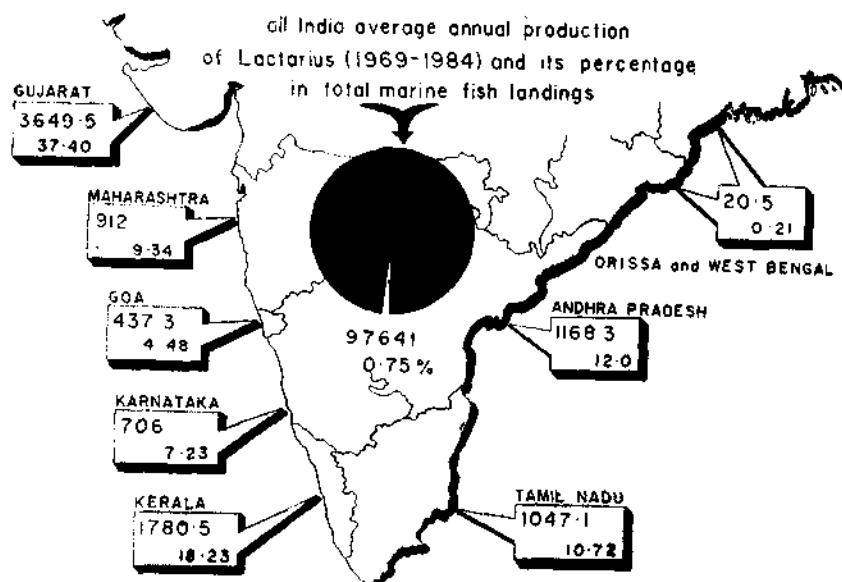 all India average annual production
of Lactarius (1969-1984) and its percentage
in total marine fish landings
GUJARAT
3649·5
37·40
MAHARASHTRA
912
9·34
GOA
437 3
4 48
KARNATAKA
706
7·23
KERALA
1780·5
18·23
97641
0·75%
20·5
0·21
ORISSA and WEST BENGAL
ANDHRA PRADESH
1168 3
12·0
TAMIL NADU
1047·1
10·72